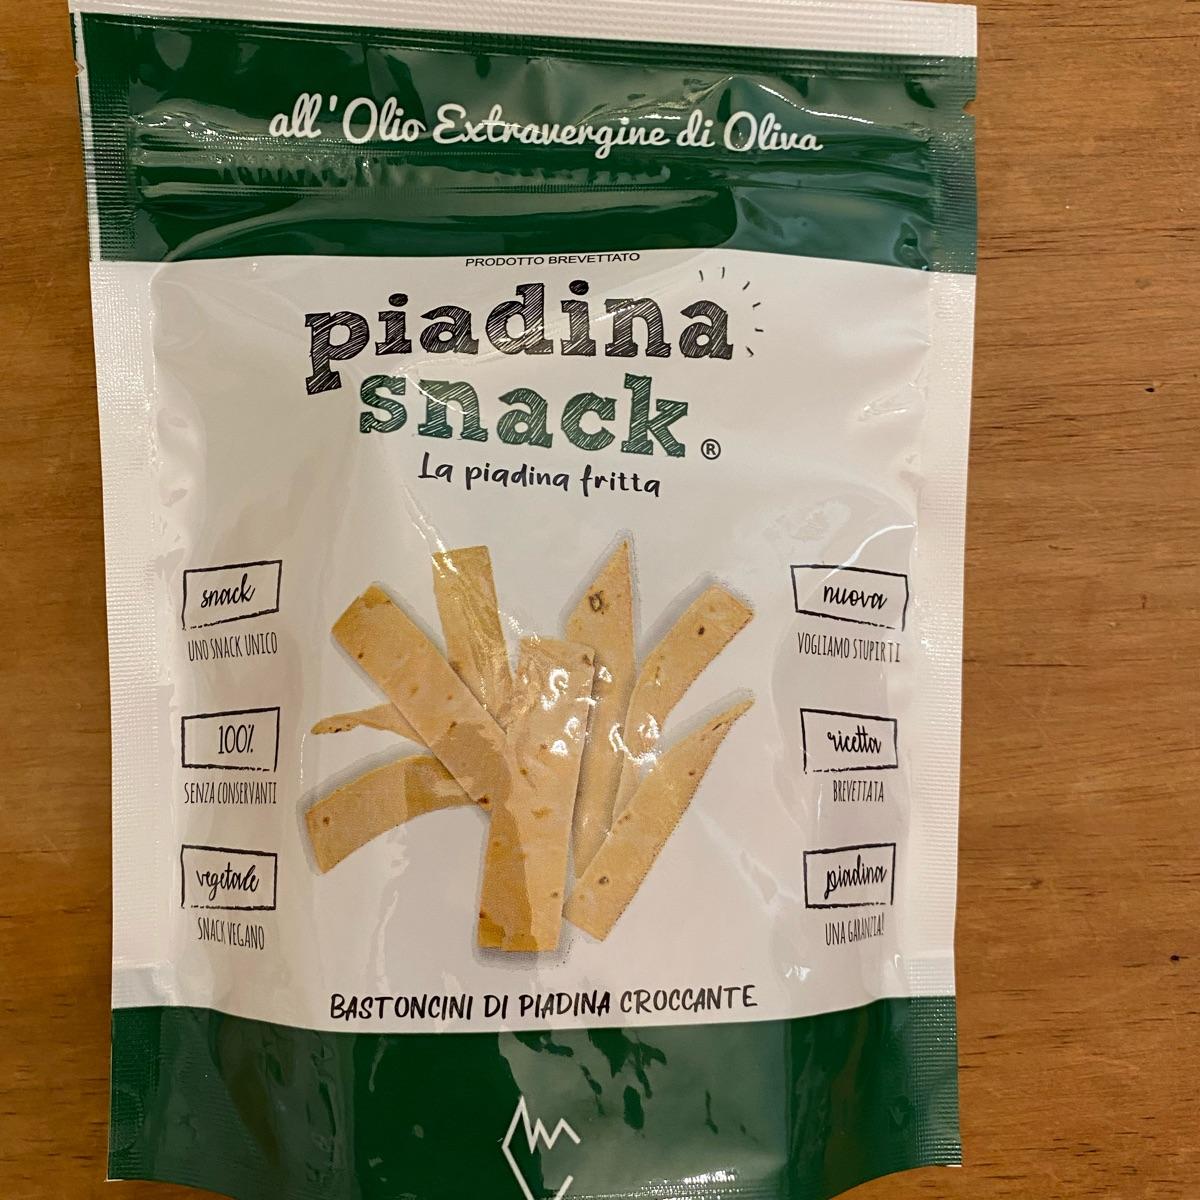 all'Olio Extravergine di Oliva
PRODOTTO BREVETTATO
piadina
snack®
La piadina fritta
snack
UNO SNACK UNICO
100%
SENZA CONSERVANTI
vegetale
SNACK VEGANO
nuova
VOGLIAMO STUPIRTI
ricetta
BREVETTATA
piadina
UNA GARANZIA!
BASTONCINI DI PIADINA CROCCANTE